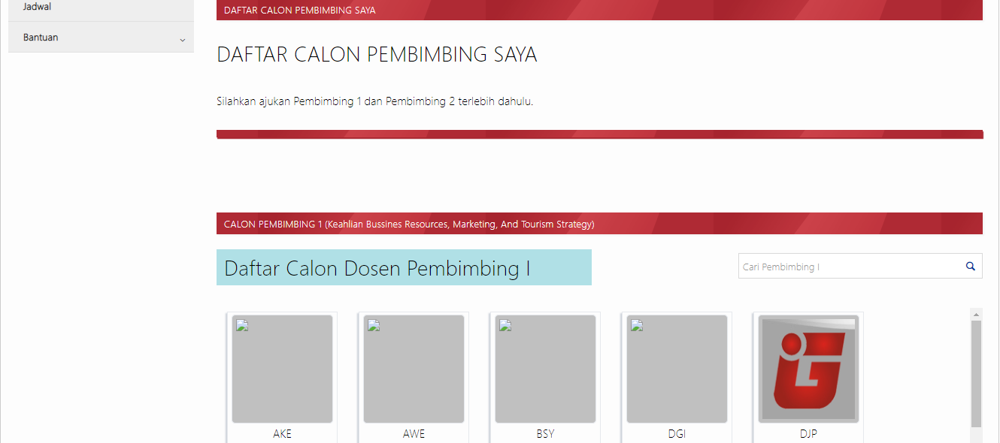 Jadwal
Bantuan
DAFTAR CALON PEMBIMBING SAYA
DAFTAR CALON PEMBIMBING SAYA
Silahkan ajukan Pembimbing 1 dan Pembimbing 2 terlebih dahulu.
CALON PEMBIMBING 1 (Keahlian Bussines Resources, Marketing, And Tourism Strategy)
Daftar Calon Dosen Pembimbing I
Cari Pembimbing I
AKE
AWE
BSY
DGI
DJP